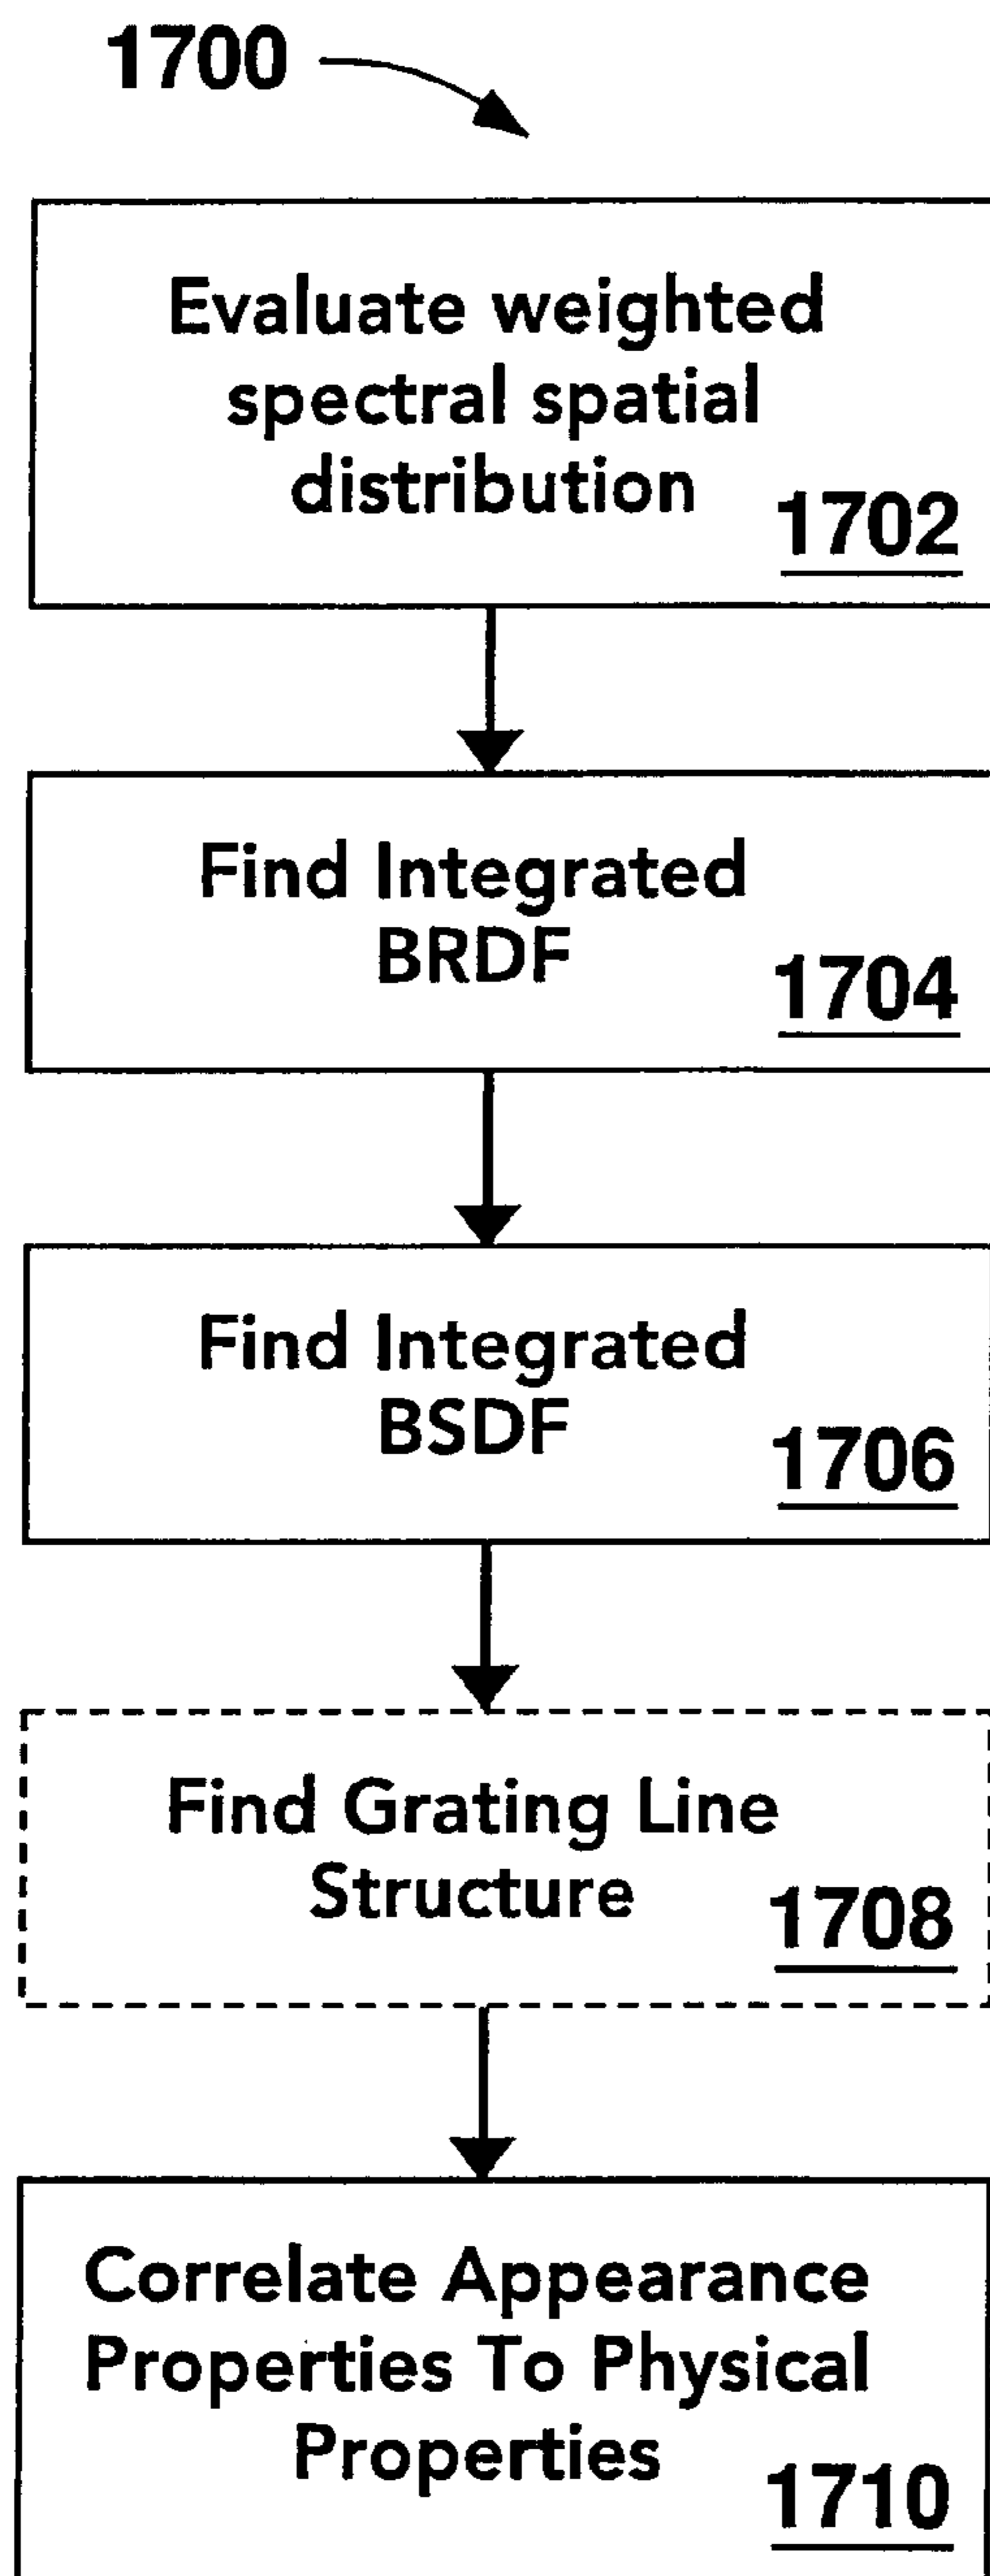 1700
Evaluate weighted
spectral spatial
distribution
1702
Find Integrated
BRDF
1704
Find Integrated
BSDF
1706
Find Grating Line
Structure
1708
Correlate Appearance
Properties To Physical
Properties
1710